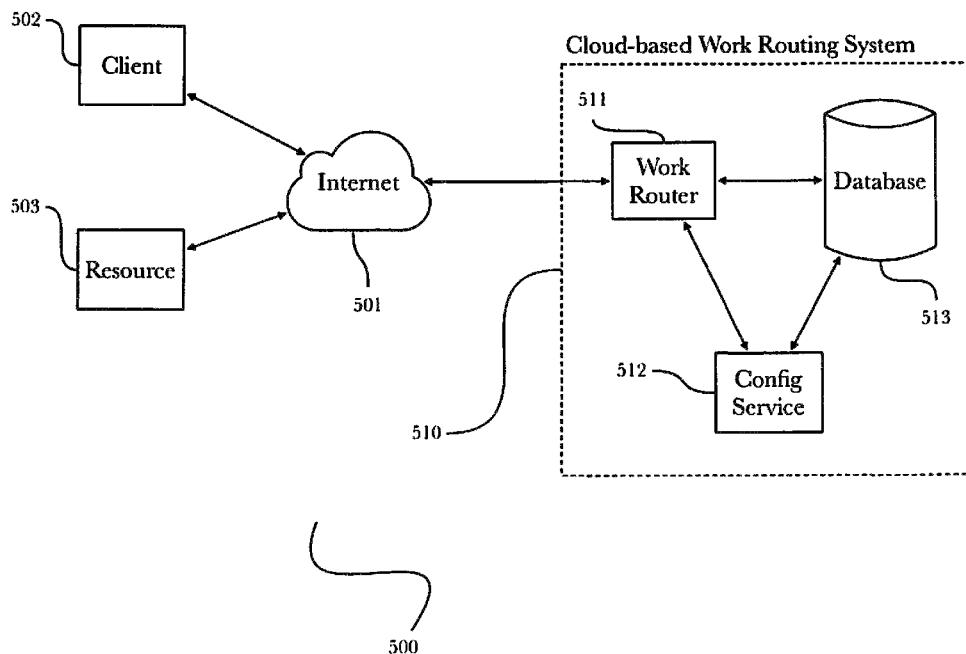 502
Client
Cloud-based Work Routing System
511
Work
Router
Database
Internet
503
Resource
501
513
512
Config
Service
510
500